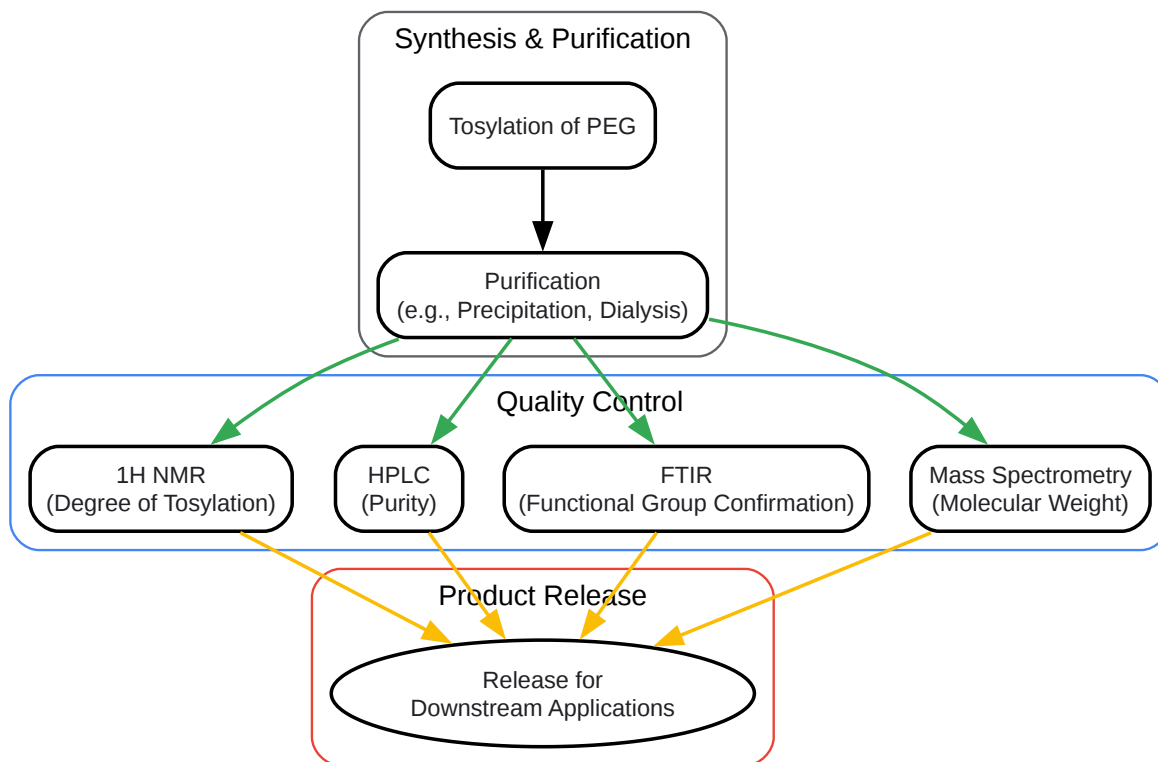 Synthesis & Purification
Tosylation of PEG
Purification
(e.g., Precipitation, Dialysis)
Quality Control
1H NMR
(Degree of Tosylation)
HPLC
(Purity)
FTIR
(Functional Group Confirmation)
Mass Spectrometry
(Molecular Weight)
Product Release
Release for
Downstream Applications